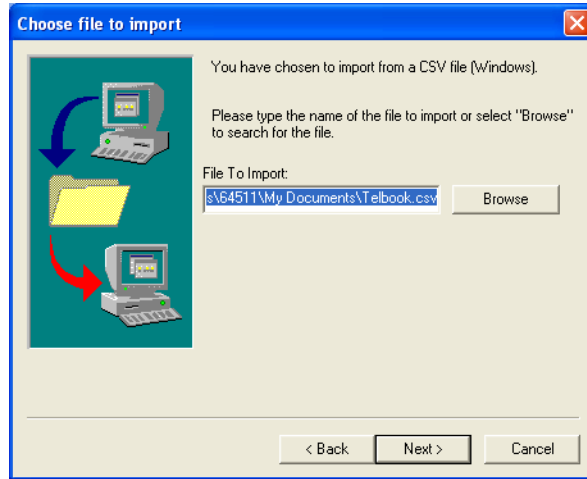 Choose file to import
You have chosen to import from a CSV file (Windows).
Please type the name of the file to import or select "Browse"
to search for the file.
File To Import:
s\64511\My Documents\Telbook.csv
Browse
< Back
Next >
Cancel